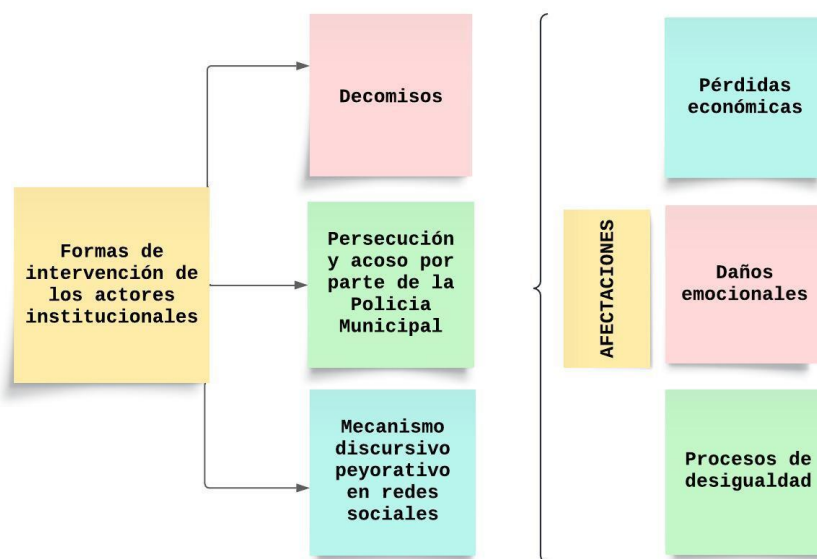 Formas de
intervención de
los actores
institucionales
Decomisos
Persecución
y acoso por
parte de la
Policia
Municipal
Mecanismo
discursivo
peyorativo
en redes
sociales
AFECTACIONES
Pérdidas
económicas
Daños
emocionales
Procesos de
desigualdad